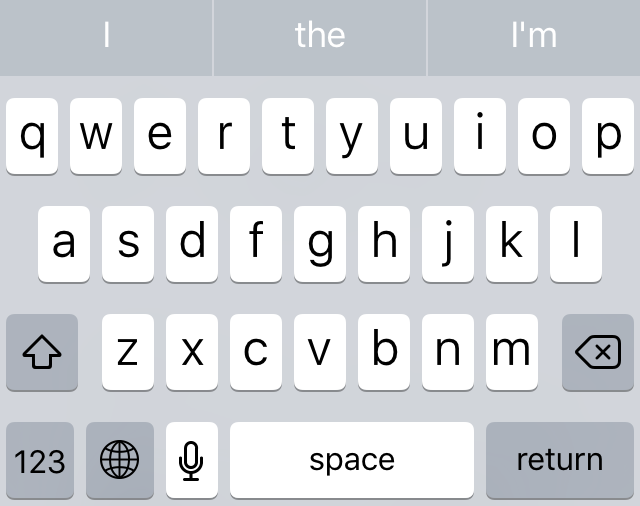 I the I'm
q w e r t y u i o p
a s d f g h j k l
z x c v b n m
123 space return